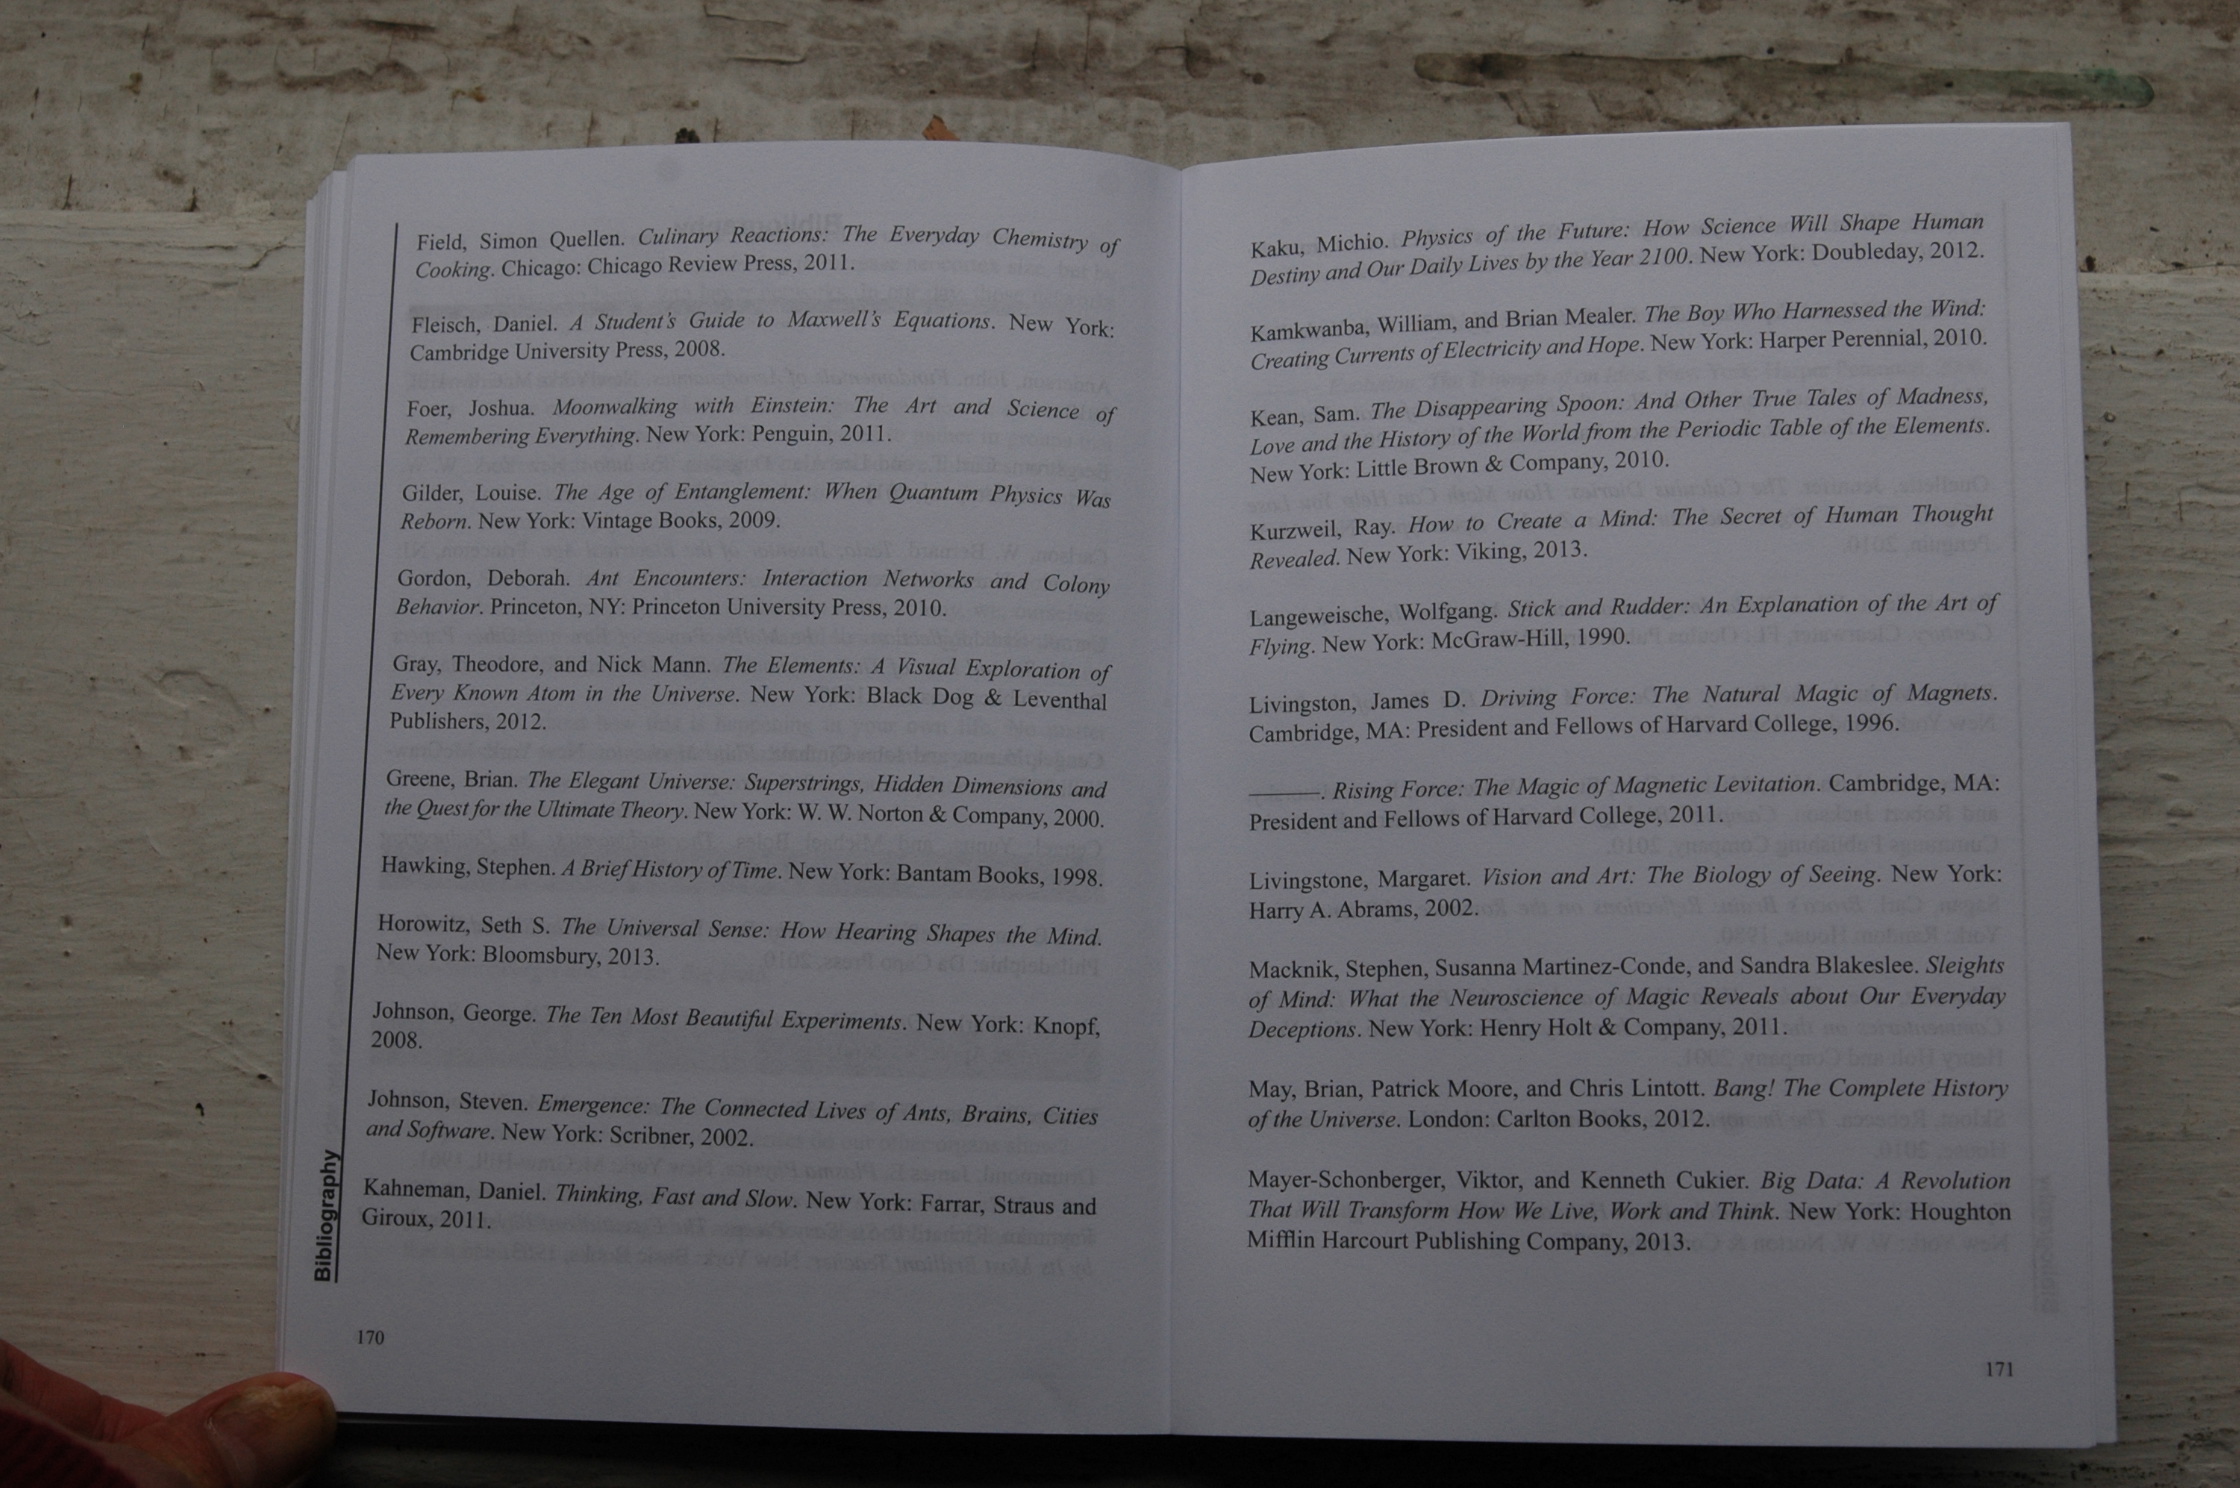 Field, Simon Quellen. Culinary Reactions: The Everyday Chemistry of
Cooking. Chicago: Chicago Review Press, 2011.
Fleisch, Daniel. A Student's Guide to Maxwell's Equations. New York:
Cambridge University Press, 2008.
Foer, Joshua. Moonwalking with Einstein: The Art and Science of
Remembering Everything. New York: Penguin, 2011.
Gilder, Louise. The Age of Entanglement: When Quantum Physics Was
Reborn. New York: Vintage Books, 2009.
Gordon, Deborah. Ant Encounters: Interaction Networks and Colony
Behavior. Princeton, NY: Princeton University Press, 2010.
Gray, Theodore, and Nick Mann. The Elements: A Visual Exploration of
Every Known Atom in the Universe. New York: Black Dog & Leventhal
Publishers, 2012.
Greene, Brian. The Elegant Universe: Superstrings, Hidden Dimensions and
the Quest for the Ultimate Theory. New York: W. W. Norton & Company, 2000.
Hawking, Stephen. A Brief History of Time. New York: Bantam Books, 1998.
Horowitz, Seth S. The Universal Sense: How Hearing Shapes the Mind.
New York: Bloomsbury, 2013.
Johnson, George. The Ten Most Beautiful Experiments. New York: Knopf,
2008.
Johnson, Steven. Emergence: The Connected Lives of Ants, Brains, Cities
and Software. New York: Scribner, 2002.
Kahneman, Daniel. Thinking, Fast and Slow. New York: Farrar, Straus and
Giroux, 2011.
Bibliography
170
Kaku, Michio. Physics of the Future: How Science Will Shape Human
Destiny and Our Daily Lives by the Year 2100. New York: Doubleday, 2012.
Kamkwanba, William, and Brian Mealer. The Boy Who Harnessed the Wind:
Creating Currents of Electricity and Hope. New York: Harper Perennial, 2010.
Kean, Sam. The Disappearing Spoon: And Other True Tales of Madness,
Love and the History of the World from the Periodic Table of the Elements.
New York: Little Brown & Company, 2010.
Kurzweil, Ray. How to Create a Mind: The Secret of Human Thought
Revealed. New York: Viking, 2013.
Langeweische, Wolfgang. Stick and Rudder: An Explanation of the Art of
Flying. New York: McGraw-Hill, 1990.
Livingston, James D. Driving Force: The Natural Magic of Magnets.
Cambridge, MA: President and Fellows of Harvard College, 1996.
———. Rising Force: The Magic of Magnetic Levitation. Cambridge, MA:
President and Fellows of Harvard College, 2011.
Livingstone, Margaret. Vision and Art: The Biology of Seeing. New York:
Harry A. Abrams, 2002.
Macknik, Stephen, Susanna Martinez-Conde, and Sandra Blakeslee. Sleights
of Mind: What the Neuroscience of Magic Reveals about Our Everyday
Deceptions. New York: Henry Holt & Company, 2011.
May, Brian, Patrick Moore, and Chris Lintott. Bang! The Complete History
of the Universe. London: Carlton Books, 2012.
Mayer-Schonberger, Viktor, and Kenneth Cukier. Big Data: A Revolution
That Will Transform How We Live, Work and Think. New York: Houghton
Mifflin Harcourt Publishing Company, 2013.
171